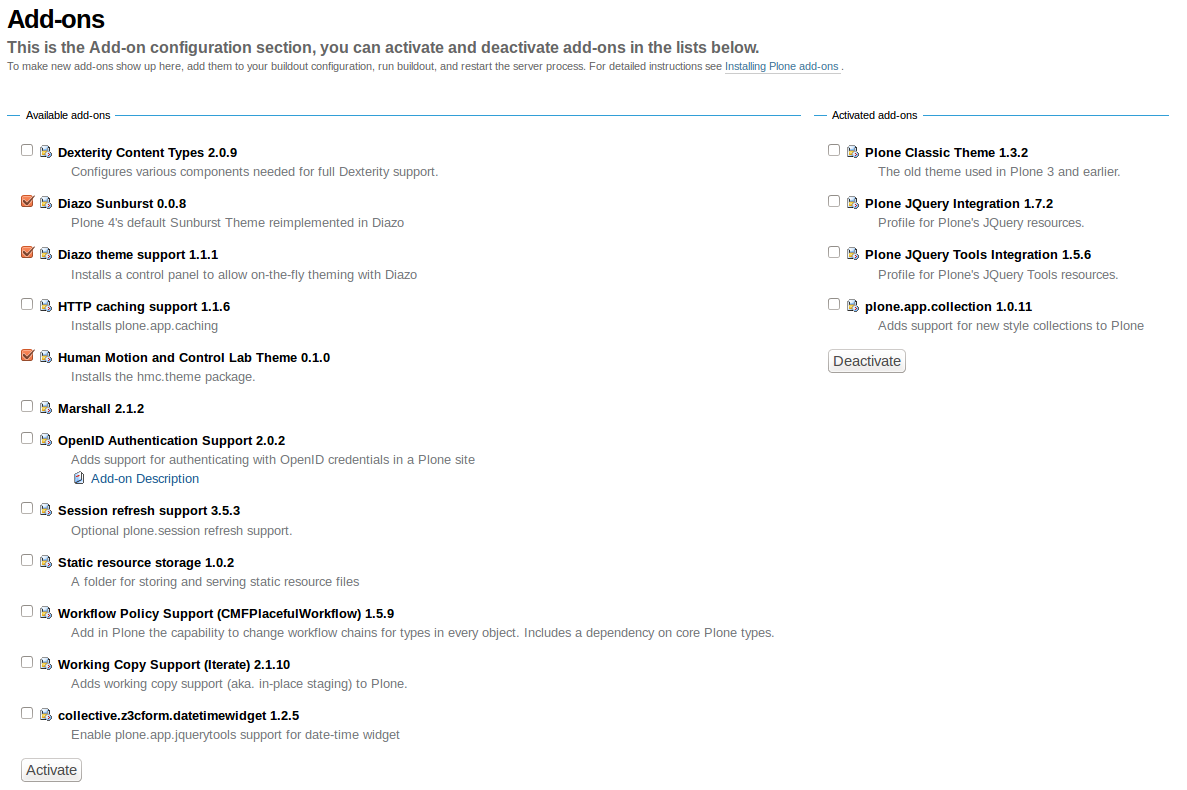 Add-ons
This is the Add-on configuration section, you can activate and deactivate add-ons in the lists below.
To make new add-ons show up here, add them to your buildout configuration, run buildout, and restart the server process. For detailed instructions see Installing Plone add-ons .
Available add-ons
Dexterity Content Types 2.0.9
Configures various components needed for full Dexterity support.
Diazo Sunburst 0.0.8
Plone 4's default Sunburst Theme reimplemented in Diazo
Diazo theme support 1.1.1
Installs a control panel to allow on-the-fly theming with Diazo
HTTP caching support 1.1.6
Installs plone.app.caching
Human Motion and Control Lab Theme 0.1.0
Installs the hmc.theme package.
Marshall 2.1.2
OpenID Authentication Support 2.0.2
Adds support for authenticating with OpenID credentials in a Plone site
Add-on Description
Session refresh support 3.5.3
Optional plone.session refresh support.
Static resource storage 1.0.2
A folder for storing and serving static resource files
Workflow Policy Support (CMFPlacefulWorkflow) 1.5.9
Add in Plone the capability to change workflow chains for types in every object. Includes a dependency on core Plone types.
Working Copy Support (Iterate) 2.1.10
Adds working copy support (aka. in-place staging) to Plone.
collective.z3cform.datetimewidget 1.2.5
Enable plone.app.jquerytools support for date-time widget
Activate
Activated add-ons
Plone Classic Theme 1.3.2
The old theme used in Plone 3 and earlier.
Plone JQuery Integration 1.7.2
Profile for Plone's JQuery resources.
Plone JQuery Tools Integration 1.5.6
Profile for Plone's JQuery Tools resources.
plone.app.collection 1.0.11
Adds support for new style collections to Plone
Deactivate